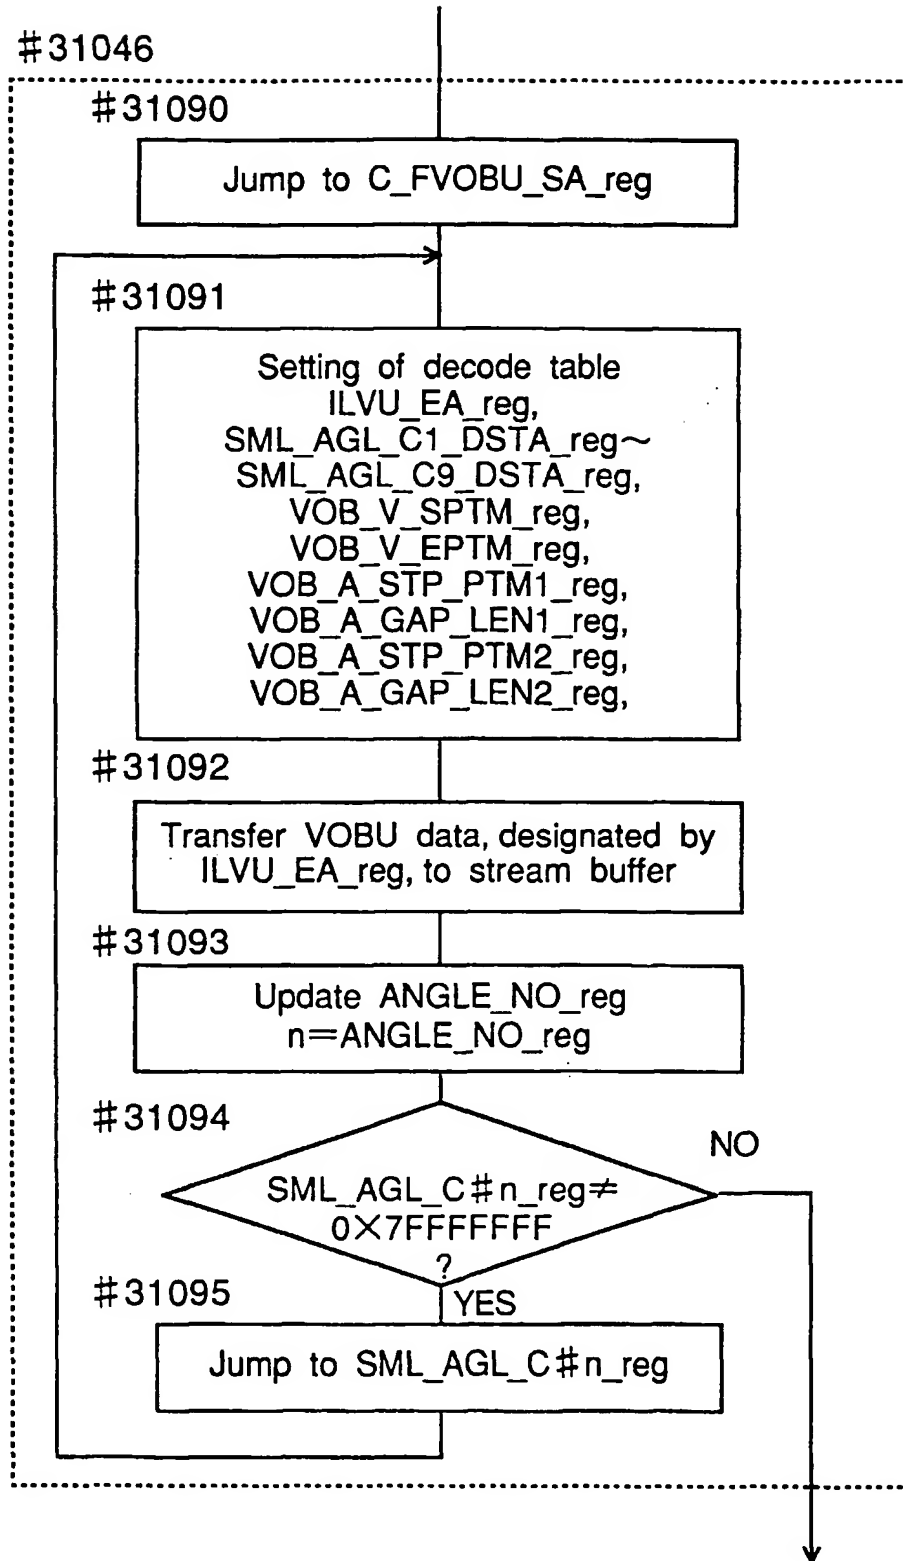 #31046
#31090
Jump to C_FVOBU_SA_reg
#31091
Setting of decode table
ILVU_EA_reg,
SML_AGL_C1_DSTA_reg~
SML_AGL_C9_DSTA_reg,
VOB_V_SPTM_reg,
VOB_V_EPTM_reg,
VOB_A_STP_PTM1_reg,
VOB_A_GAP_LEN1_reg,
VOB_A_STP_PTM2_reg,
VOB_A_GAP_LEN2_reg,
#31092
Transfer VOBU data, designated by
ILVU_EA_reg, to stream buffer
#31093
Update ANGLE_NO_reg
n=ANGLE_NO_reg
#31094
NO
SML_AGL_C#n_reg≠
0×7FFFFFFF
?
#31095
YES
Jump to SML_AGL_C#n_reg